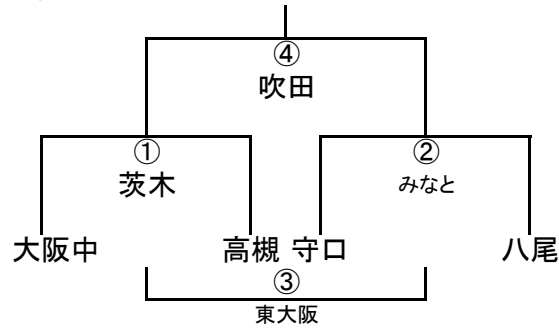 ④
吹田
① ②
茨木 みなと
大阪中 高槻 守口 八尾
③
東大阪